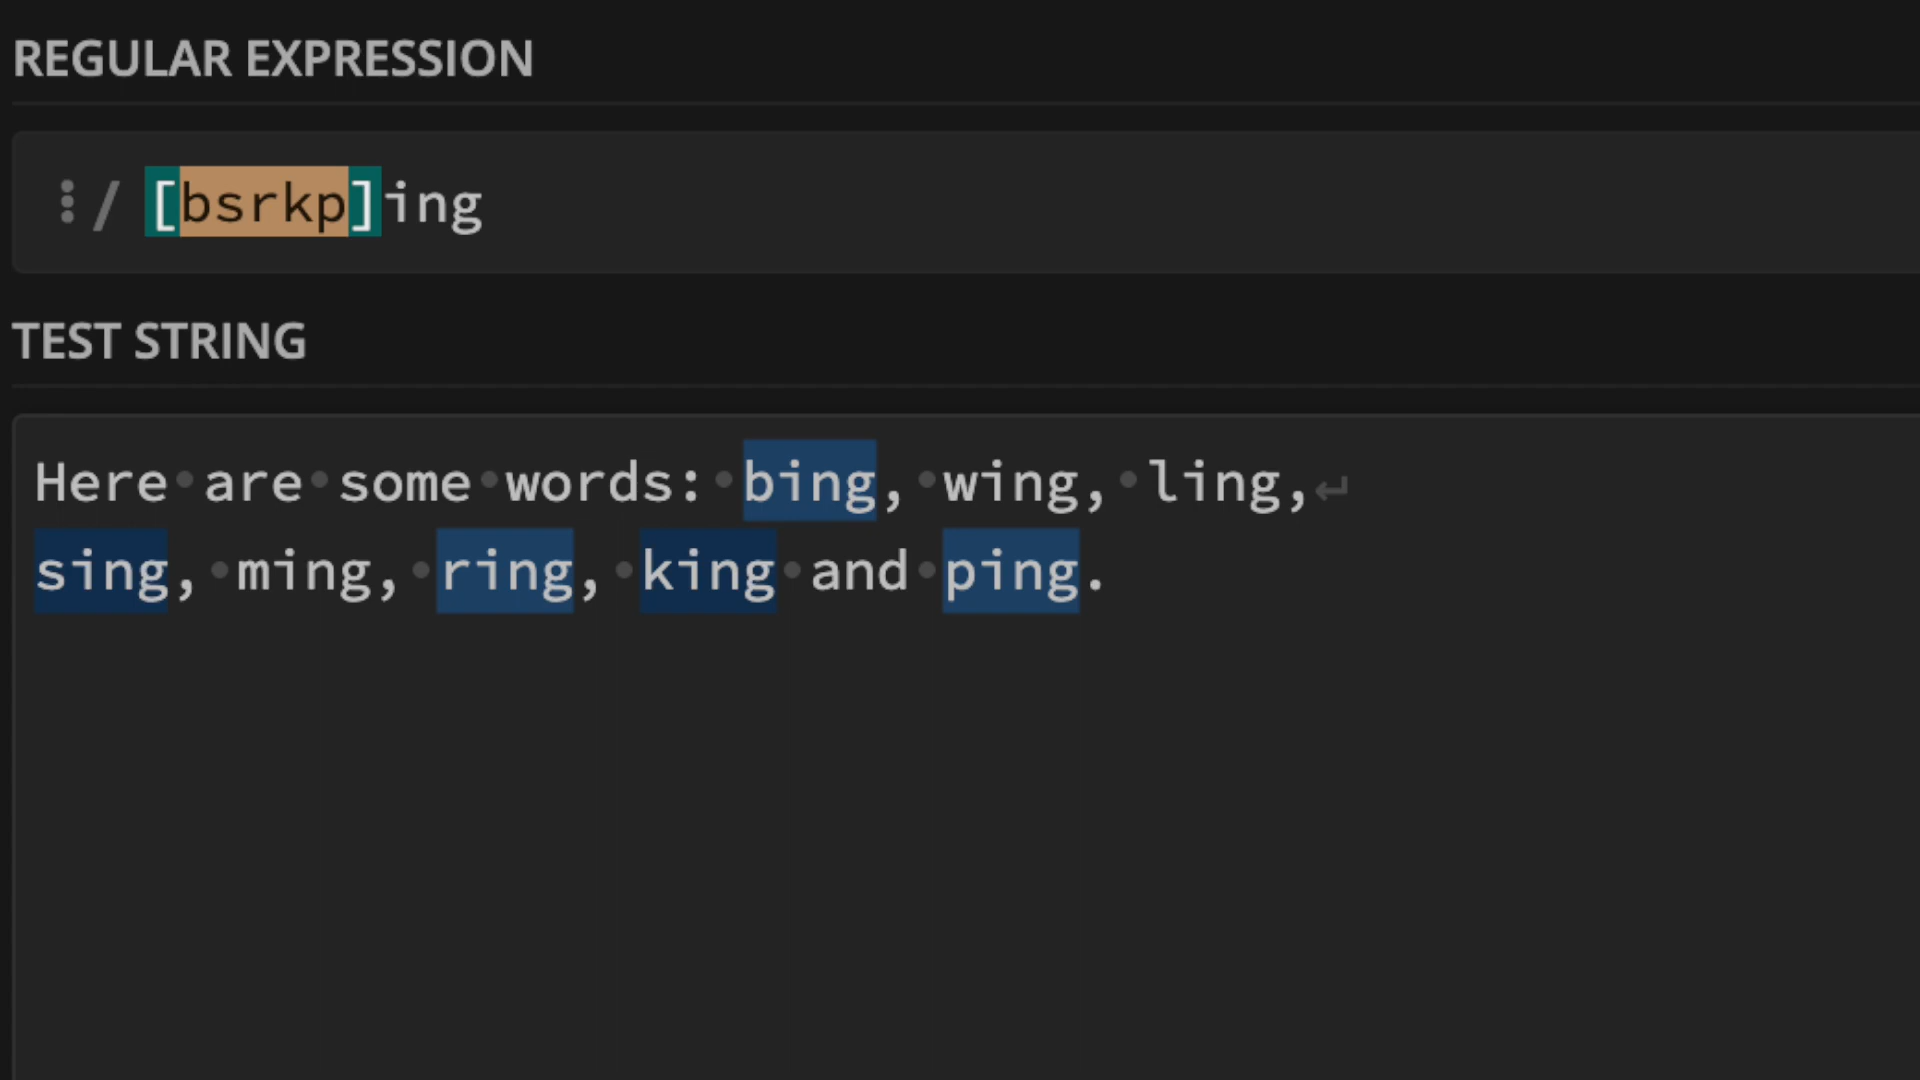 REGULAR EXPRESSION
/ [bsrkp]ing
TEST STRING
Here are some words: bing, wing, ling,
sing, ming, ring, king and ping.